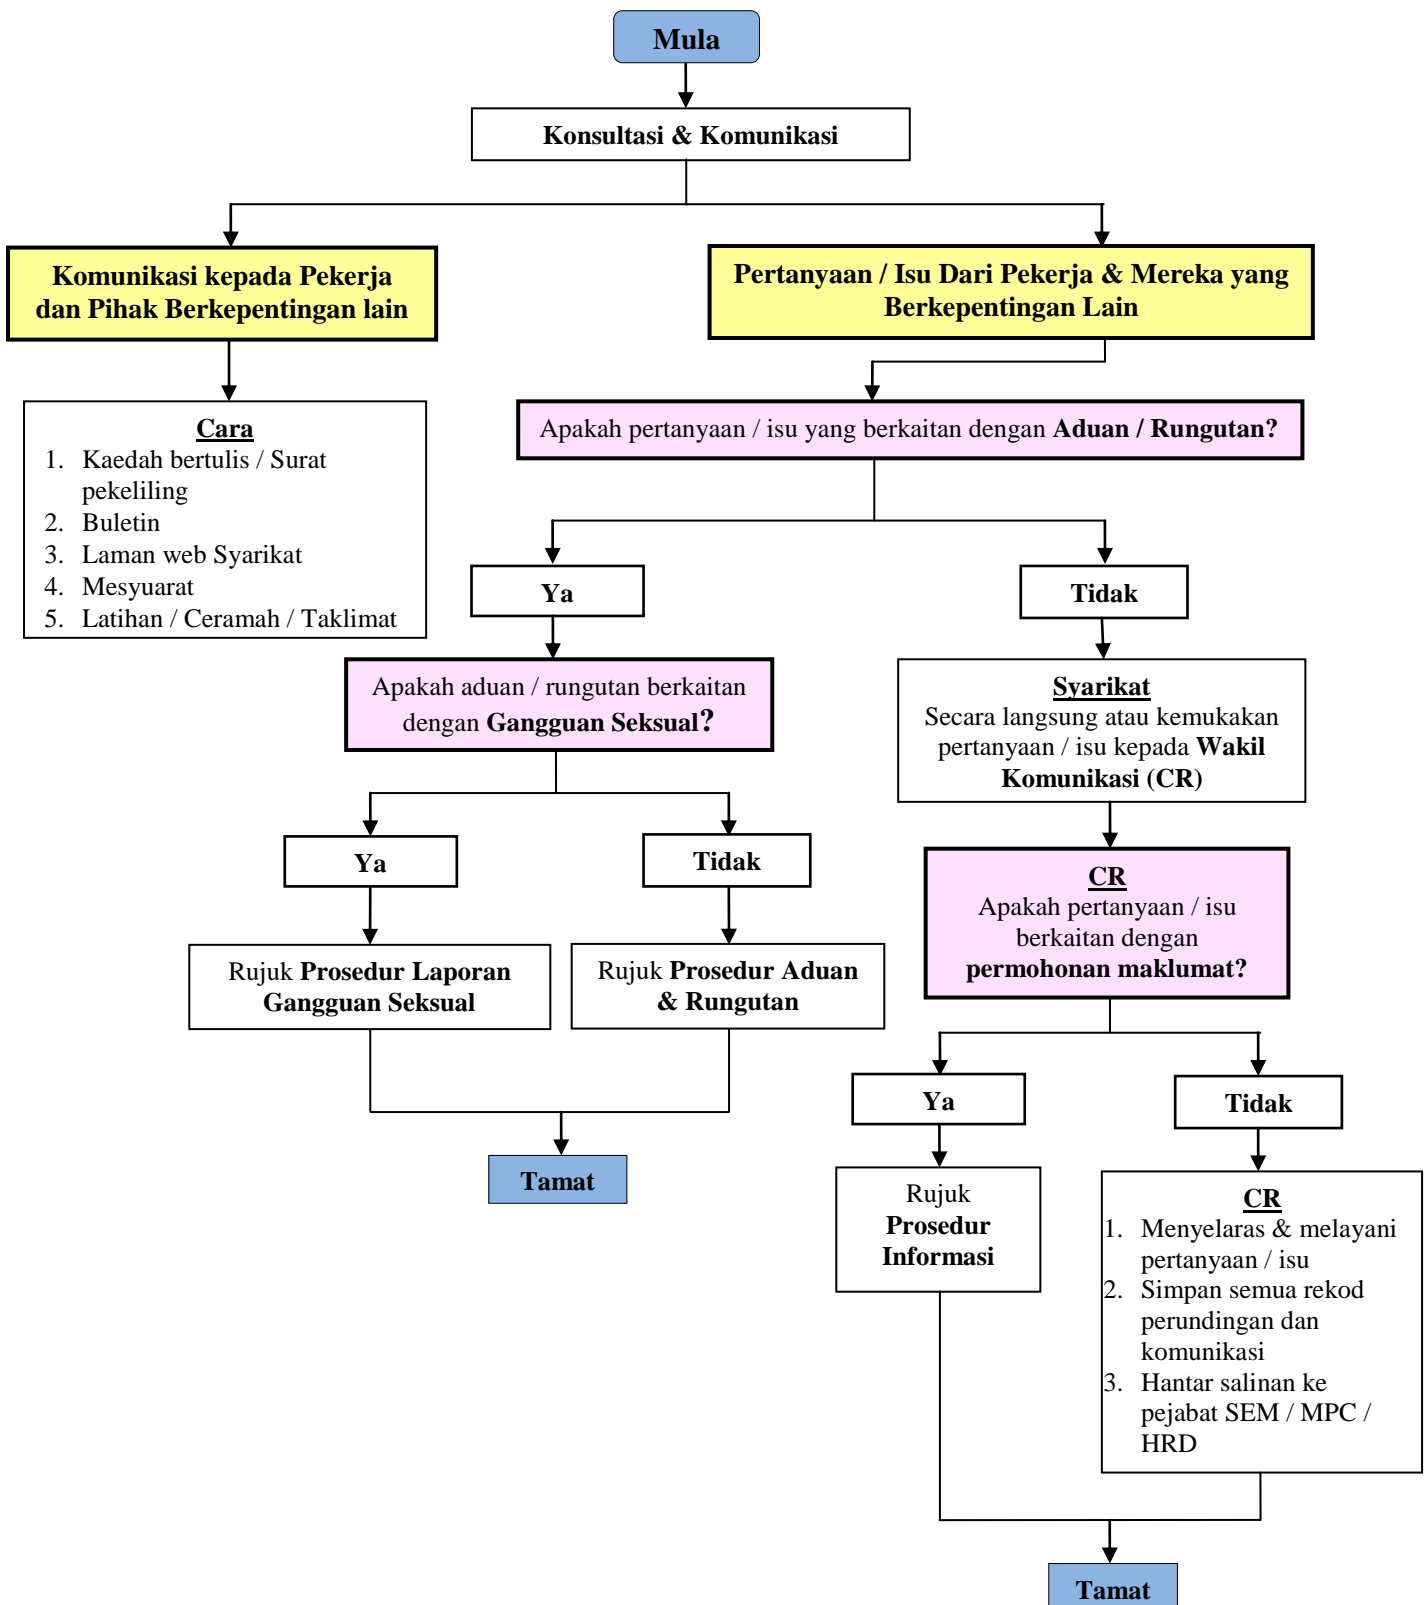 Mula
Konsultasi & Komunikasi
Komunikasi kepada Pekerja
dan Pihak Berkepentingan lain
Pertanyaan / Isu Dari Pekerja & Mereka yang
Berkepentingan Lain
Cara
1. Kaedah bertulis / Surat
pekeliling
2. Buletin
3. Laman web Syarikat
4. Mesyuarat
5. Latihan / Ceramah / Taklimat
Apakah pertanyaan / isu yang berkaitan dengan Aduan / Rungutan?
Ya
Tidak
Apakah aduan / rungutan berkaitan
dengan Gangguan Seksual?
Syarikat
Secara langsung atau kemukakan
pertanyaan / isu kepada Wakil
Komunikasi (CR)
Ya
Tidak
CR
Apakah pertanyaan / isu
berkaitan dengan
permohonan maklumat?
Rujuk Prosedur Laporan
Gangguan Seksual
Rujuk Prosedur Aduan
& Rungutan
Ya
Tidak
Tamat
Rujuk
Prosedur
Informasi
CR
1. Menyelaras & melayani
pertanyaan / isu
2. Simpan semua rekod
perundingan dan
komunikasi
3. Hantar salinan ke
pejabat SEM / MPC /
HRD
Tamat